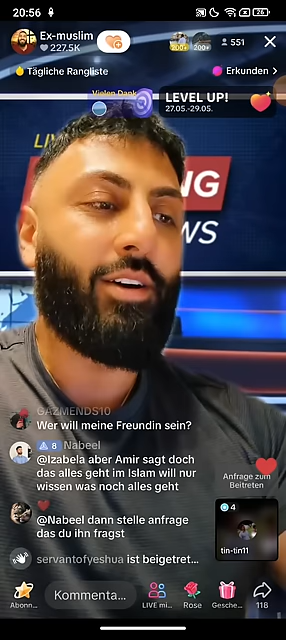 20:56
26
Ex-muslim
227.5K
200+
200+
551
Tägliche Rangliste
Erkunden
Vielen Dank
LEVEL UP!
27.05.-29.05.
LIV
NG
WS
GAZMENDS10
Wer will meine Freundin sein?
8 Nabeel
@Izabela aber Amir sagt doch
das alles geht im Islam will nur
wissen was noch alles geht
@Nabeel dann stelle anfrage
das du ihn fragst
servantofyeshua ist beigetret...
Anfrage zum
Beitreten
4
tin-tin11
Abonn...
Kommenta...
LIVE mi...
Rose
Gesche...
118